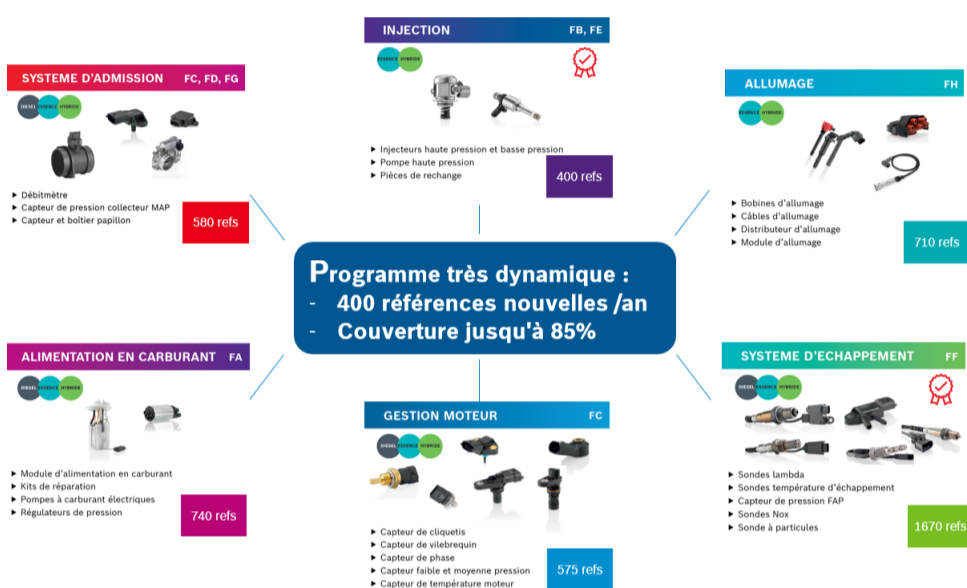 INJECTION FB, FE
ESSENCE HYBRIDE
► Injecteurs haute pression et basse pression
► Pompe haute pression
► Pièces de rechange
400 refs
SYSTEME D'ADMISSION FC, FD, FG
DIESEL ESSENCE HYBRIDE
► Débitmètre
► Capteur de pression collecteur MAP
► Capteur et boîtier papillon
580 refs
ALLUMAGE FH
ESSENCE HYBRIDE
► Bobines d'allumage
► Câbles d'allumage
► Distributeur d'allumage
► Module d'allumage
710 refs
Programme très dynamique :
- 400 références nouvelles /an
- Couverture jusqu'à 85%
ALIMENTATION EN CARBURANT FA
DIESEL ESSENCE HYBRIDE
► Module d'alimentation en carburant
► Kits de réparation
► Pompes à carburant électriques
► Régulateurs de pression
740 refs
GESTION MOTEUR FC
DIESEL ESSENCE HYBRIDE
► Capteur de cliquetis
► Capteur de vilebrequin
► Capteur de phase
► Capteur faible et moyenne pression
► Capteur de température moteur
575 refs
SYSTEME D'ECHAPPEMENT FF
DIESEL ESSENCE HYBRIDE
► Sondes lambda
► Sondes température d'échappement
► Capteur de pression FAP
► Sondes Nox
► Sonde à particules
1670 refs